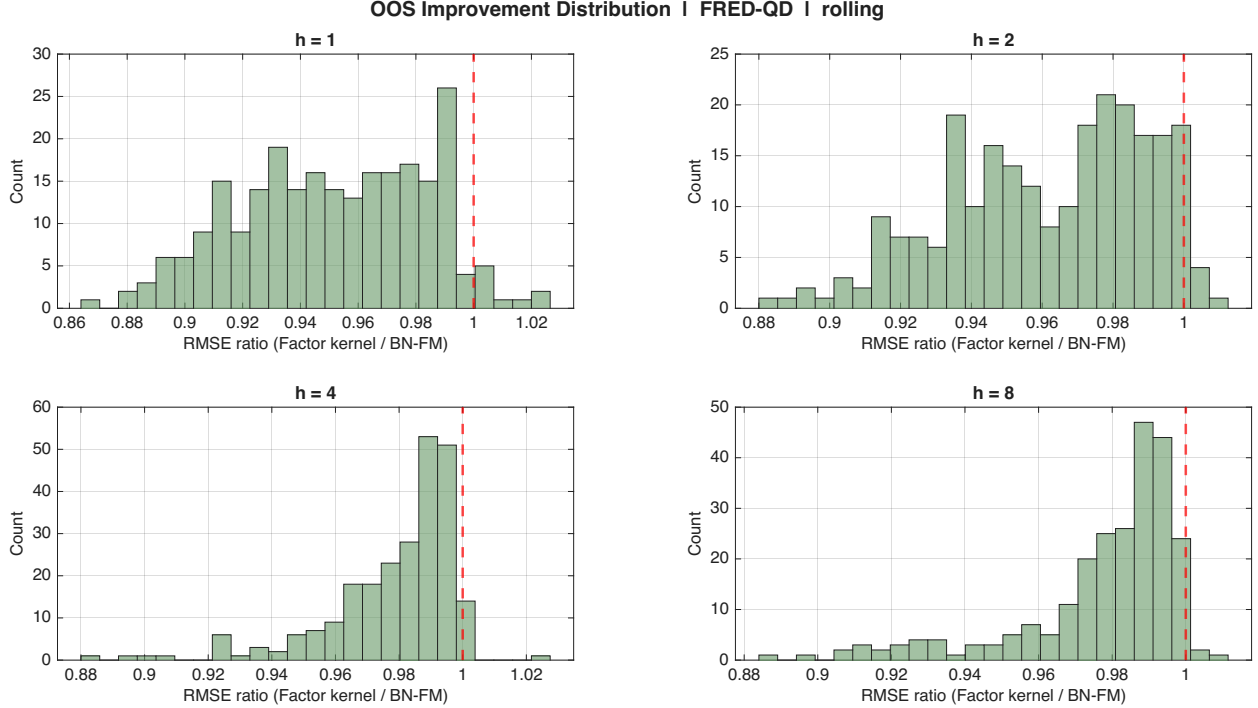 OOS Improvement Distribution | FRED-QD | rolling
h = 1
30
25
20
15
10
5
0
Count
0.86 0.88 0.9 0.92 0.94 0.96 0.98 1 1.02
RMSE ratio (Factor kernel / BN-FM)
h = 2
25
20
15
10
5
0
Count
0.88 0.9 0.92 0.94 0.96 0.98 1
RMSE ratio (Factor kernel / BN-FM)
h = 4
60
50
40
30
20
10
0
Count
0.88 0.90 0.92 0.94 0.96 0.98 1 1.02
RMSE ratio (Factor kernel / BN-FM)
h = 8
50
40
30
20
10
0
Count
0.88 0.9 0.92 0.94 0.96 0.98 1
RMSE ratio (Factor kernel / BN-FM)